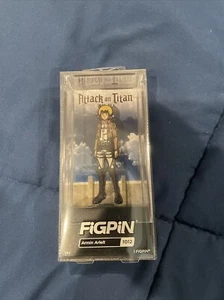 Attack on Titan
FiGPiN
Armin Arlelt
1012